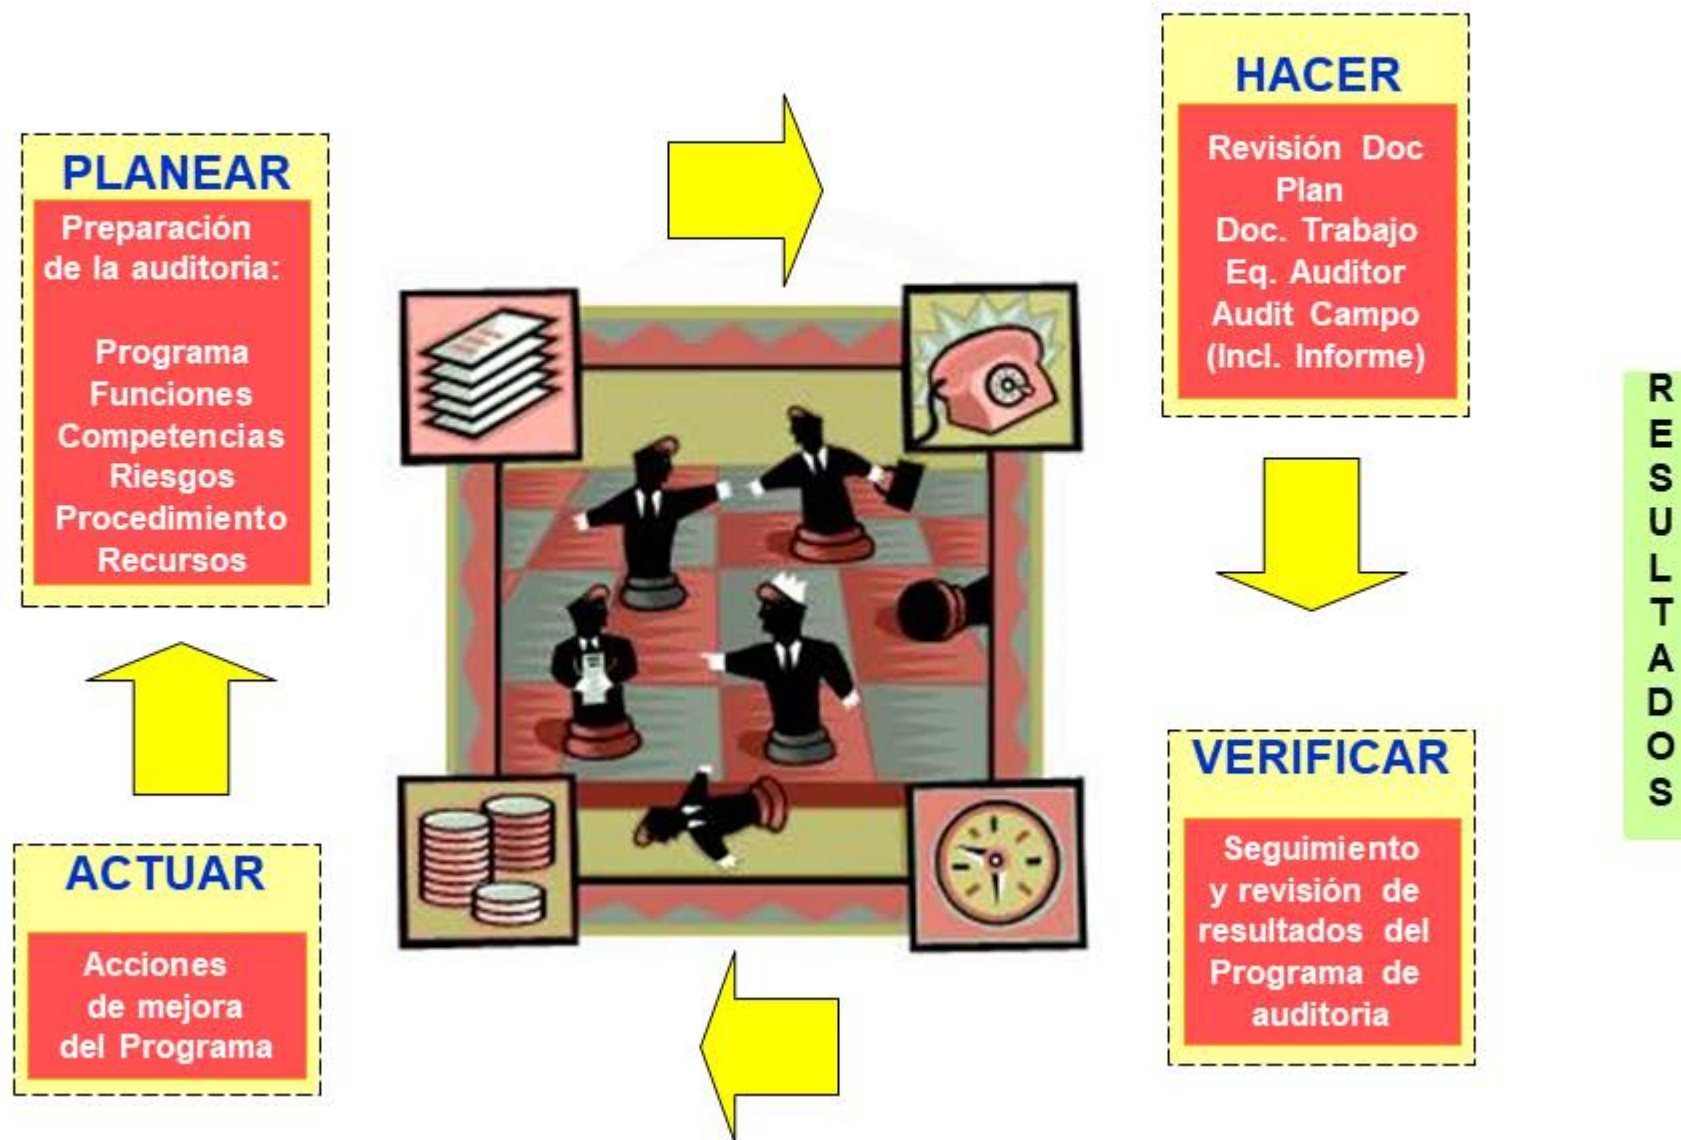 PLANEAR
Preparación
de la auditoria:
Programa
Funciones
Competencias
Riesgos
Procedimiento
Recursos
HACER
Revisión Doc
Plan
Doc. Trabajo
Eq. Auditor
Audit Campo
(Incl. Informe)
VERIFICAR
Seguimiento
y revisión de
resultados del
Programa de
auditoria
ACTUAR
Acciones
de mejora
del Programa
R
E
S
U
L
T
A
D
O
S